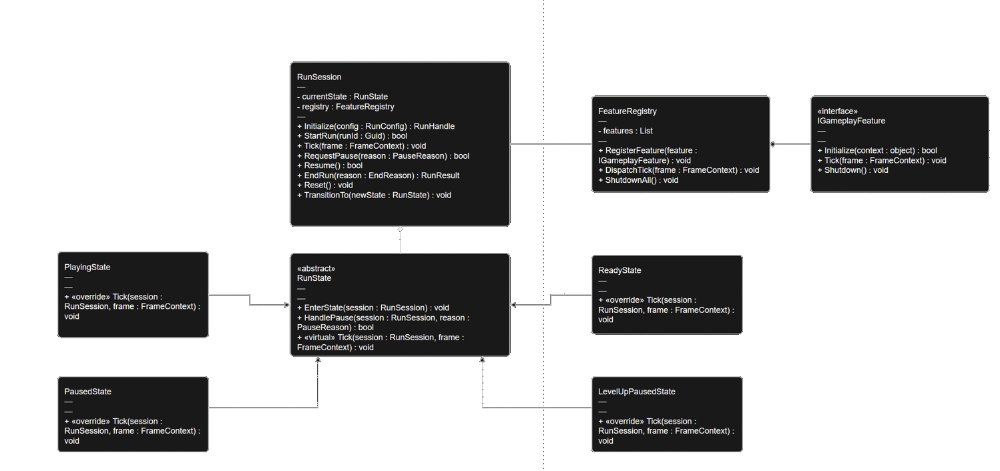 RunSession
—
- currentState : RunState
- registry : FeatureRegistry
—
+ Initialize(config : RunConfig) : RunHandle
+ StartRun(runId : Guid) : bool
+ Tick(frame : FrameContext) : void
+ RequestPause(reason : PauseReason) : bool
+ Resume() : bool
+ EndRun(reason : EndReason) : RunResult
+ Reset() : void
+ TransitionTo(newState : RunState) : void
FeatureRegistry
—
- features : List
—
+ RegisterFeature(feature :
IGameplayFeature) : void
+ DispatchTick(frame : FrameContext) : void
+ ShutdownAll() : void
«interface»
IGameplayFeature
—
—
+ Initialize(context : object) : bool
+ Tick(frame : FrameContext) : void
+ Shutdown() : void
PlayingState
—
—
+ «override» Tick(session :
RunSession, frame : FrameContext) :
void
«abstract»
RunState
—
—
+ EnterState(session : RunSession) : void
+ HandlePause(session : RunSession, reason :
PauseReason) : bool
+ «virtual» Tick(session : RunSession, frame :
FrameContext) : void
ReadyState
—
—
+ «override» Tick(session :
RunSession, frame : FrameContext) :
void
PausedState
—
—
+ «override» Tick(session :
RunSession, frame : FrameContext) :
void
LevelUpPausedState
—
—
+ «override» Tick(session :
RunSession, frame : FrameContext) :
void